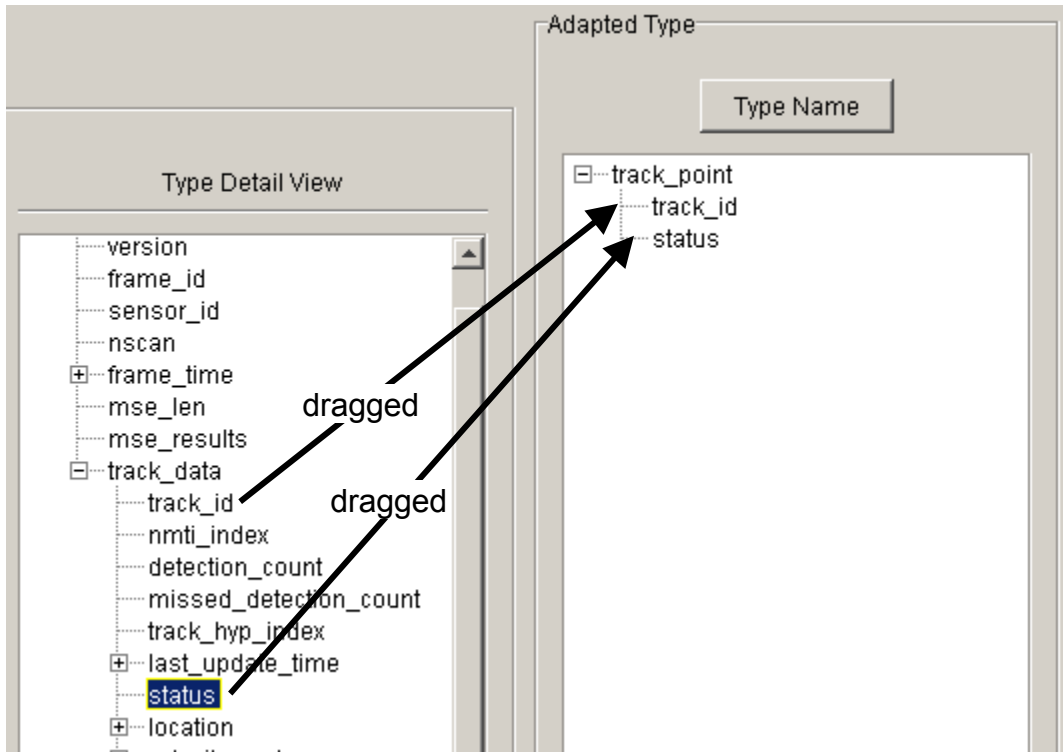 Adapted Type
Type Name
track_point
track_id
status
Type Detail View
version
frame_id
sensor_id
nscan
frame_time
mse_len
mse_results
track_data
track_id
nmti_index
detection_count
missed_detection_count
track_hyp_index
last_update_time
status
location
dragged
dragged